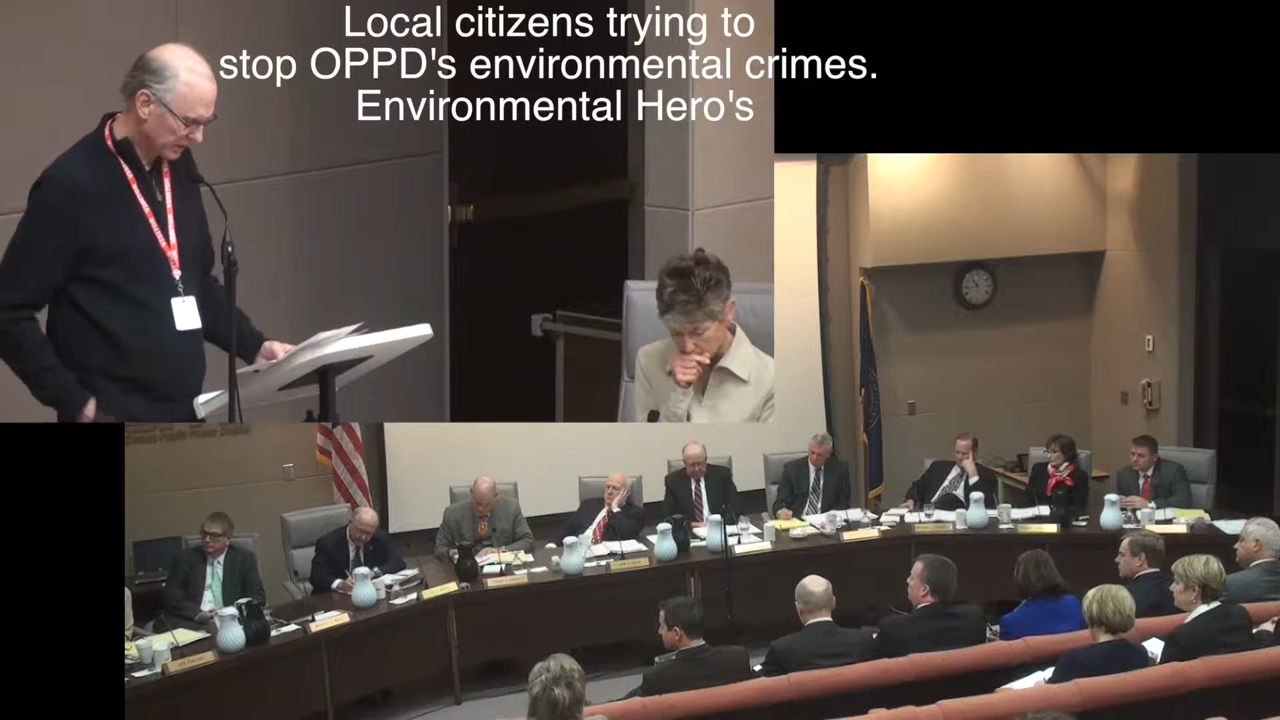 Local citizens trying to
stop OPPD's environmental crimes.
Environmental Hero's